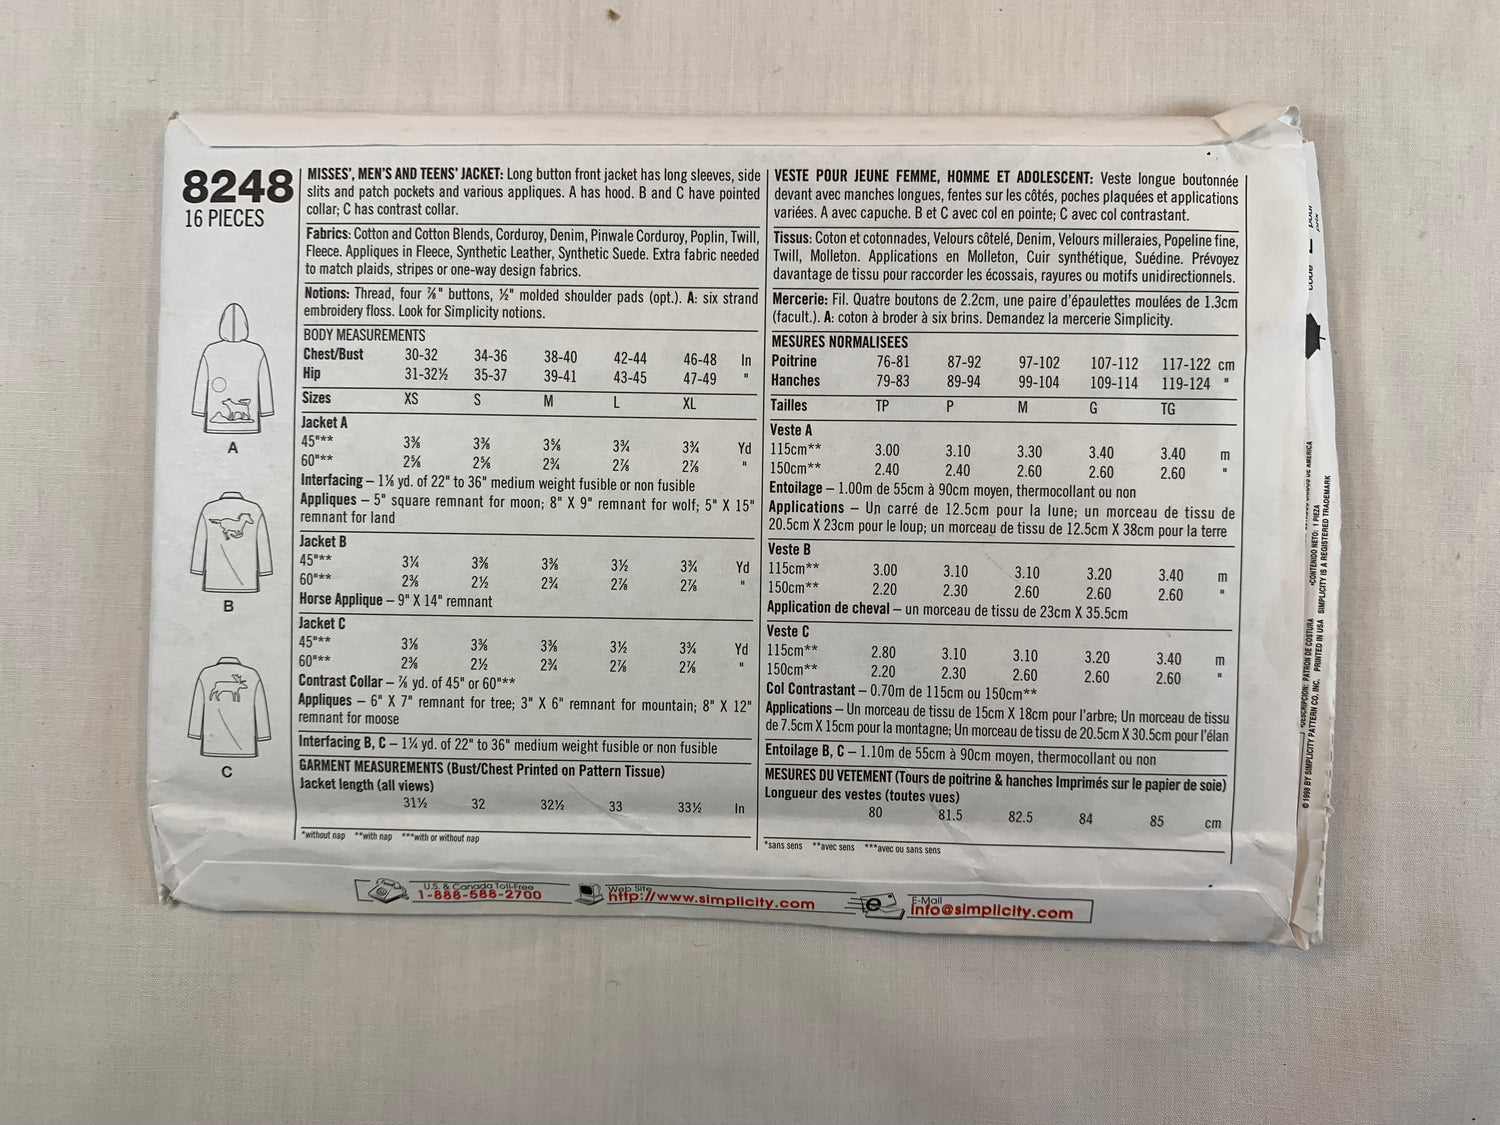 8248
16 PIECES
A
B
C
MISSES', MEN'S AND TEENS' JACKET: Long button front jacket has long sleeves, side
slits and patch pockets and various appliques. A has hood. B and C have pointed
collar; C has contrast collar.
Fabrics: Cotton and Cotton Blends, Corduroy, Denim, Pinwale Corduroy, Poplin, Twill,
Fleece. Appliques in Fleece, Synthetic Leather, Synthetic Suede. Extra fabric needed
to match plaids, stripes or one-way design fabrics.
Notions: Thread, four ⅞" buttons, ½" molded shoulder pads (opt.). A: six strand
embroidery floss. Look for Simplicity notions.
BODY MEASUREMENTS
Chest/Bust 30-32 34-36 38-40 42-44 46-48 In
Hip 31-32½ 35-37 39-41 43-45 47-49 "
Sizes XS S M L XL
Jacket A
45"** 3⅜ 3⅜ 3⅝ 3¾ 3¾ Yd
60"** 2⅝ 2⅝ 2¾ 2⅞ 2⅞ "
Interfacing – 1⅛ yd. of 22" to 36" medium weight fusible or non fusible
Appliques – 5" square remnant for moon; 8" X 9" remnant for wolf; 5" X 15"
remnant for land
Jacket B
45"** 3¼ 3⅜ 3⅜ 3½ 3¾ Yd
60"** 2⅜ 2½ 2¾ 2⅞ 2⅞ "
Horse Applique – 9" X 14" remnant
Jacket C
45"** 3⅛ 3⅜ 3⅜ 3½ 3¾ Yd
60"** 2⅜ 2½ 2¾ 2⅞ 2⅞ "
Contrast Collar – ⅞ yd. of 45" or 60"**
Appliques – 6" X 7" remnant for tree; 3" X 6" remnant for mountain; 8" X 12"
remnant for moose
Interfacing B, C – 1¼ yd. of 22" to 36" medium weight fusible or non fusible
GARMENT MEASUREMENTS (Bust/Chest Printed on Pattern Tissue)
Jacket length (all views)
31½ 32 32½ 33 33½ In
*without nap **with nap ***with or without nap
VESTE POUR JEUNE FEMME, HOMME ET ADOLESCENT: Veste longue boutonnée
devant avec manches longues, fentes sur les côtés, poches plaquées et applications
variées. A avec capuche. B et C avec col en pointe; C avec col contrastant.
Tissus: Coton et cotonnades, Velours côtelé, Denim, Velours milleraies, Popeline fine,
Twill, Molleton. Applications en Molleton, Cuir synthétique, Suédine. Prévoyez
davantage de tissu pour raccorder les écossais, rayures ou motifs unidirectionnels.
Mercerie: Fil. Quatre boutons de 2.2cm, une paire d'épaulettes moulées de 1.3cm
(facult.). A: coton à broder à six brins. Demandez la mercerie Simplicity.
MESURES NORMALISEES
Poitrine 76-81 87-92 97-102 107-112 117-122 cm
Hanches 79-83 89-94 99-104 109-114 119-124 "
Tailles TP P M G TG
Veste A
115cm** 3.00 3.10 3.30 3.40 3.40 m
150cm** 2.40 2.40 2.60 2.60 2.60 "
Entoilage – 1.00m de 55cm à 90cm moyen, thermocollant ou non
Applications – Un carré de 12.5cm pour la lune; un morceau de tissu de
20.5cm X 23cm pour le loup; un morceau de tissu de 12.5cm X 38cm pour la terre
Veste B
115cm** 3.00 3.10 3.10 3.20 3.40 m
150cm** 2.20 2.30 2.60 2.60 2.60 "
Application de cheval – un morceau de tissu de 23cm X 35.5cm
Veste C
115cm** 2.80 3.10 3.10 3.20 3.40 m
150cm** 2.20 2.30 2.60 2.60 2.60 "
Col Contrastant – 0.70m de 115cm ou 150cm**
Applications – Un morceau de tissu de 15cm X 18cm pour l'arbre; Un morceau de tissu
de 7.5cm X 15cm pour la montagne; Un morceau de tissu de 20.5cm X 30.5cm pour l'élan
Entoilage B, C – 1.10m de 55cm à 90cm moyen, thermocollant ou non
MESURES DU VETEMENT (Tours de poitrine & hanches Imprimés sur le papier de soie)
Longueur des vestes (toutes vues)
80 81.5 82.5 84 85 cm
*sans sens **avec sens ***avec ou sans sens
U.S. & Canada Toll-Free
1-888-588-2700
Web Site
http://www.simplicity.com
E-Mail
info@simplicity.com
*DESCRIPCION: PATRON DE COSTURA *CONTENIDO NETO: 1 PIEZA
© 1998 BY SIMPLICITY PATTERN CO. INC. PRINTED IN USA SIMPLICITY IS A REGISTERED TRADEMARK